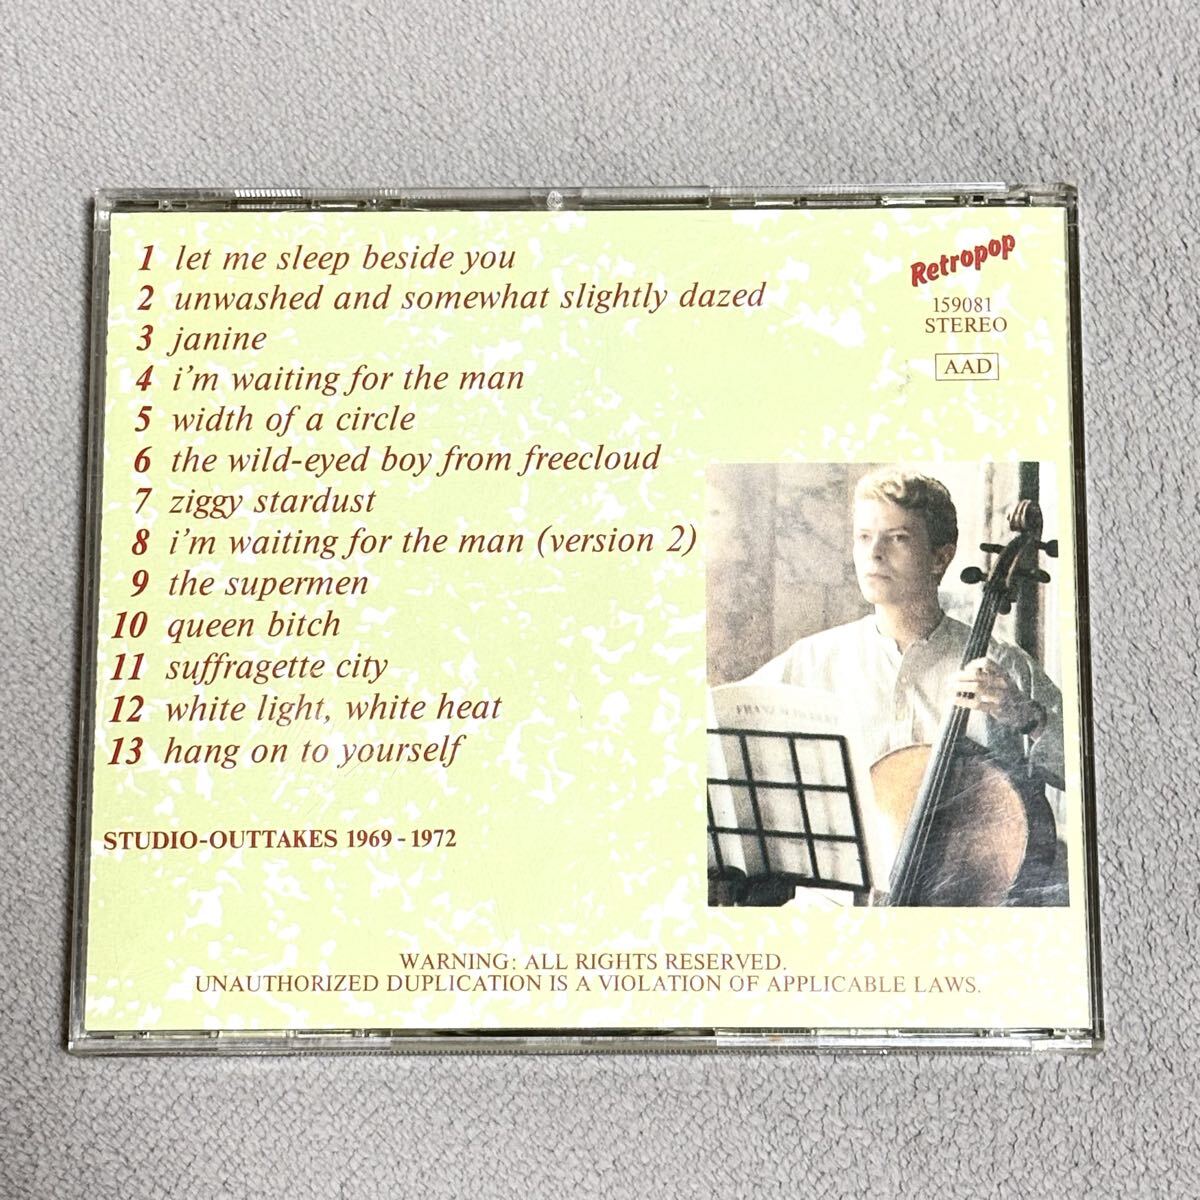 1 let me sleep beside you
2 unwashed and somewhat slightly dazed
3 janine
4 i'm waiting for the man
5 width of a circle
6 the wild-eyed boy from freecloud
7 ziggy stardust
8 i'm waiting for the man (version 2)
9 the supermen
10 queen bitch
11 suffragette city
12 white light, white heat
13 hang on to yourself
STUDIO-OUTTAKES 1969-1972
Retropop
159081
STEREO
AAD
FRANZ
WARNING: ALL RIGHTS RESERVED.
UNAUTHORIZED DUPLICATION IS A VIOLATION OF APPLICABLE LAWS.